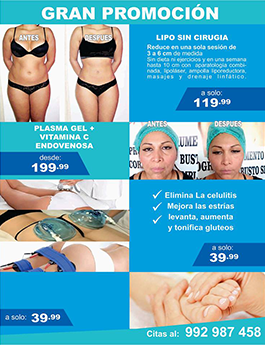 GRAN PROMOCIÓN
ANTES
DESPUES
LIPO SIN CIRUGIA
Reduce en una sola sesión de
3 a 6 cm de medida
Sin dieta ni ejercicios y en una semana
hasta 10 cm con aparatología combi-
nada, lipoláser, ampolla liporeductora,
masajes y drenaje linfático.
a solo:
119.99
PLASMA GEL +
VITAMINA C
ENDOVENOSA
desde:
199.99
ANTES
DESPUES
Elimina La celulitis
Mejora las estrías
levanta, aumenta
y tonifica gluteos
a solo:
39.99
a solo: 39.99
Citas al: 992 987 458